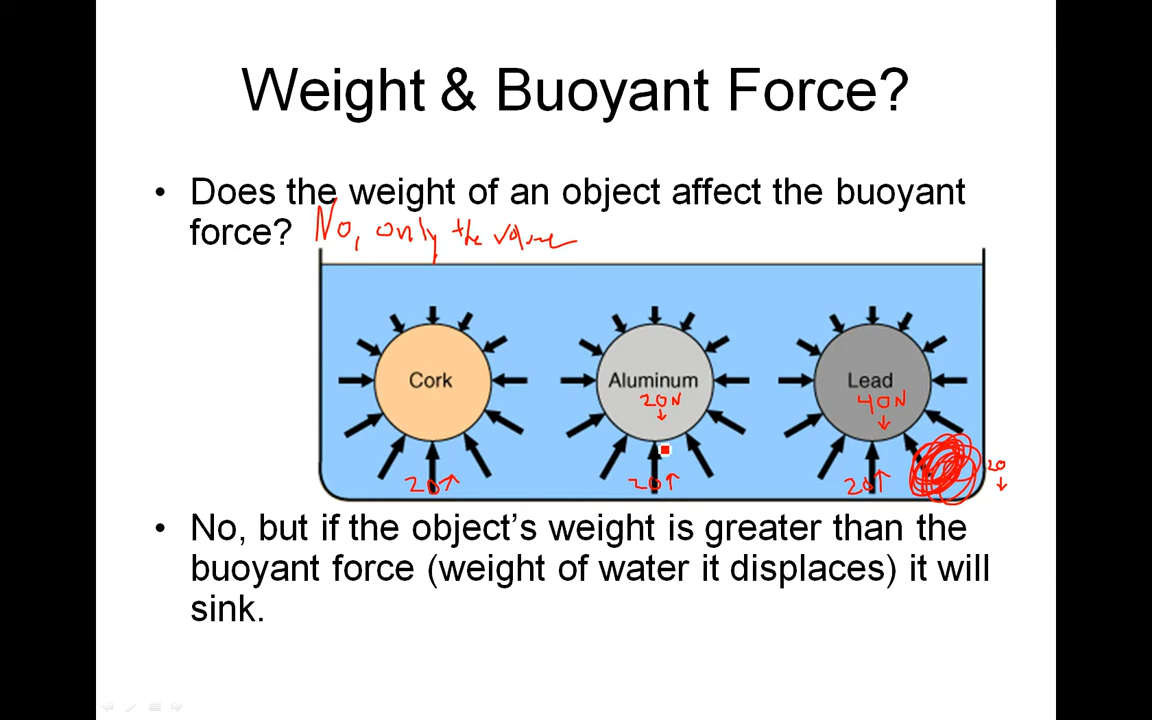 Weight & Buoyant Force?
• Does the weight of an object affect the buoyant
force? No, only the volume
Cork
Aluminum
Lead
20N
↓
40N
↓
20↑
20↑
20↑
20
↓
• No, but if the object’s weight is greater than the
buoyant force (weight of water it displaces) it will
sink.